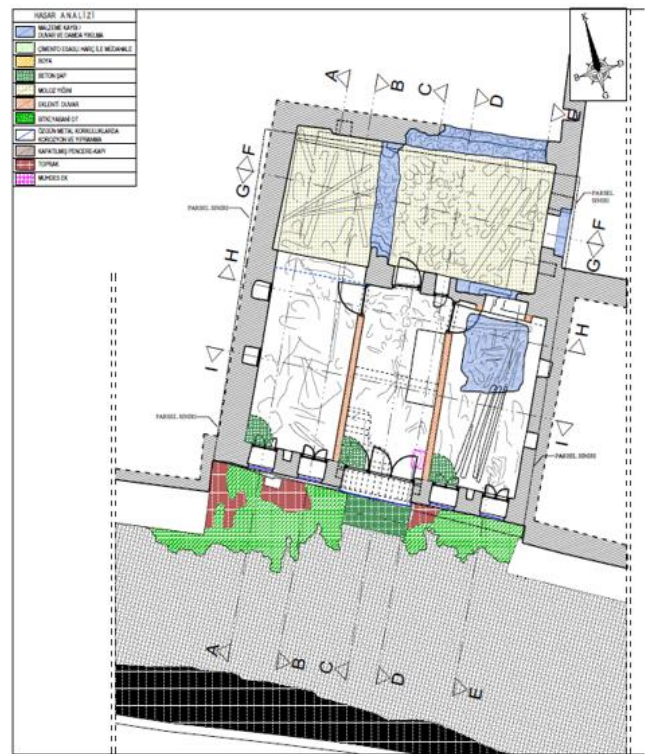 HASAR ANALİZİ
MALZEME KAYBI /
DUVAR VE DAMDA YIKILMA
ÇİMENTO ESASLI HARÇ İLE MÜDAHALE
BOYA
BETON ŞAP
MOLOZ YIĞINI
EKLENTİ DUVAR
BİTKİ,YABANİ OT
ÖZGÜN METAL KORKULUKLARDA
KOROZYON VE YIPRANMA
KAPATILMIŞ PENCERE-KAPI
TOPRAK
MUHDES EK
K
B
D
G
A
B
C
D
E
F
G
PARSEL SINIRI
PARSEL SINIRI
F
G
H
H
I
I
PARSEL SINIRI
PARSEL SINIRI
A
B
C
D
E